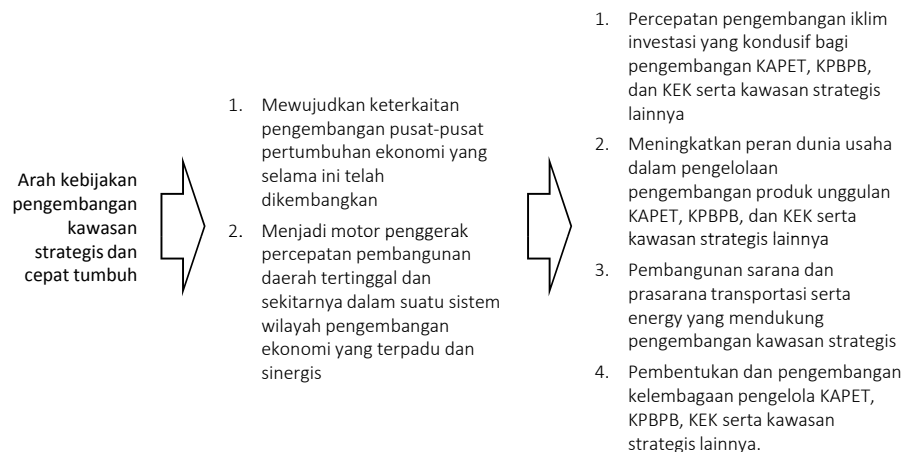 Arah kebijakan
pengembangan
kawasan
strategis dan
cepat tumbuh
1. Mewujudkan keterkaitan
pengembangan pusat-pusat
pertumbuhan ekonomi yang
selama ini telah
dikembangkan
2. Menjadi motor penggerak
percepatan pembangunan
daerah tertinggal dan
sekitarnya dalam suatu sistem
wilayah pengembangan
ekonomi yang terpadu dan
sinergis
1. Percepatan pengembangan iklim
investasi yang kondusif bagi
pengembangan KAPET, KPBPB,
dan KEK serta kawasan strategis
lainnya
2. Meningkatkan peran dunia usaha
dalam pengelolaan
pengembangan produk unggulan
KAPET, KPBPB, dan KEK serta
kawasan strategis lainnya
3. Pembangunan sarana dan
prasarana transportasi serta
energy yang mendukung
pengembangan kawasan strategis
4. Pembentukan dan pengembangan
kelembagaan pengelola KAPET,
KPBPB, KEK serta kawasan
strategis lainnya.